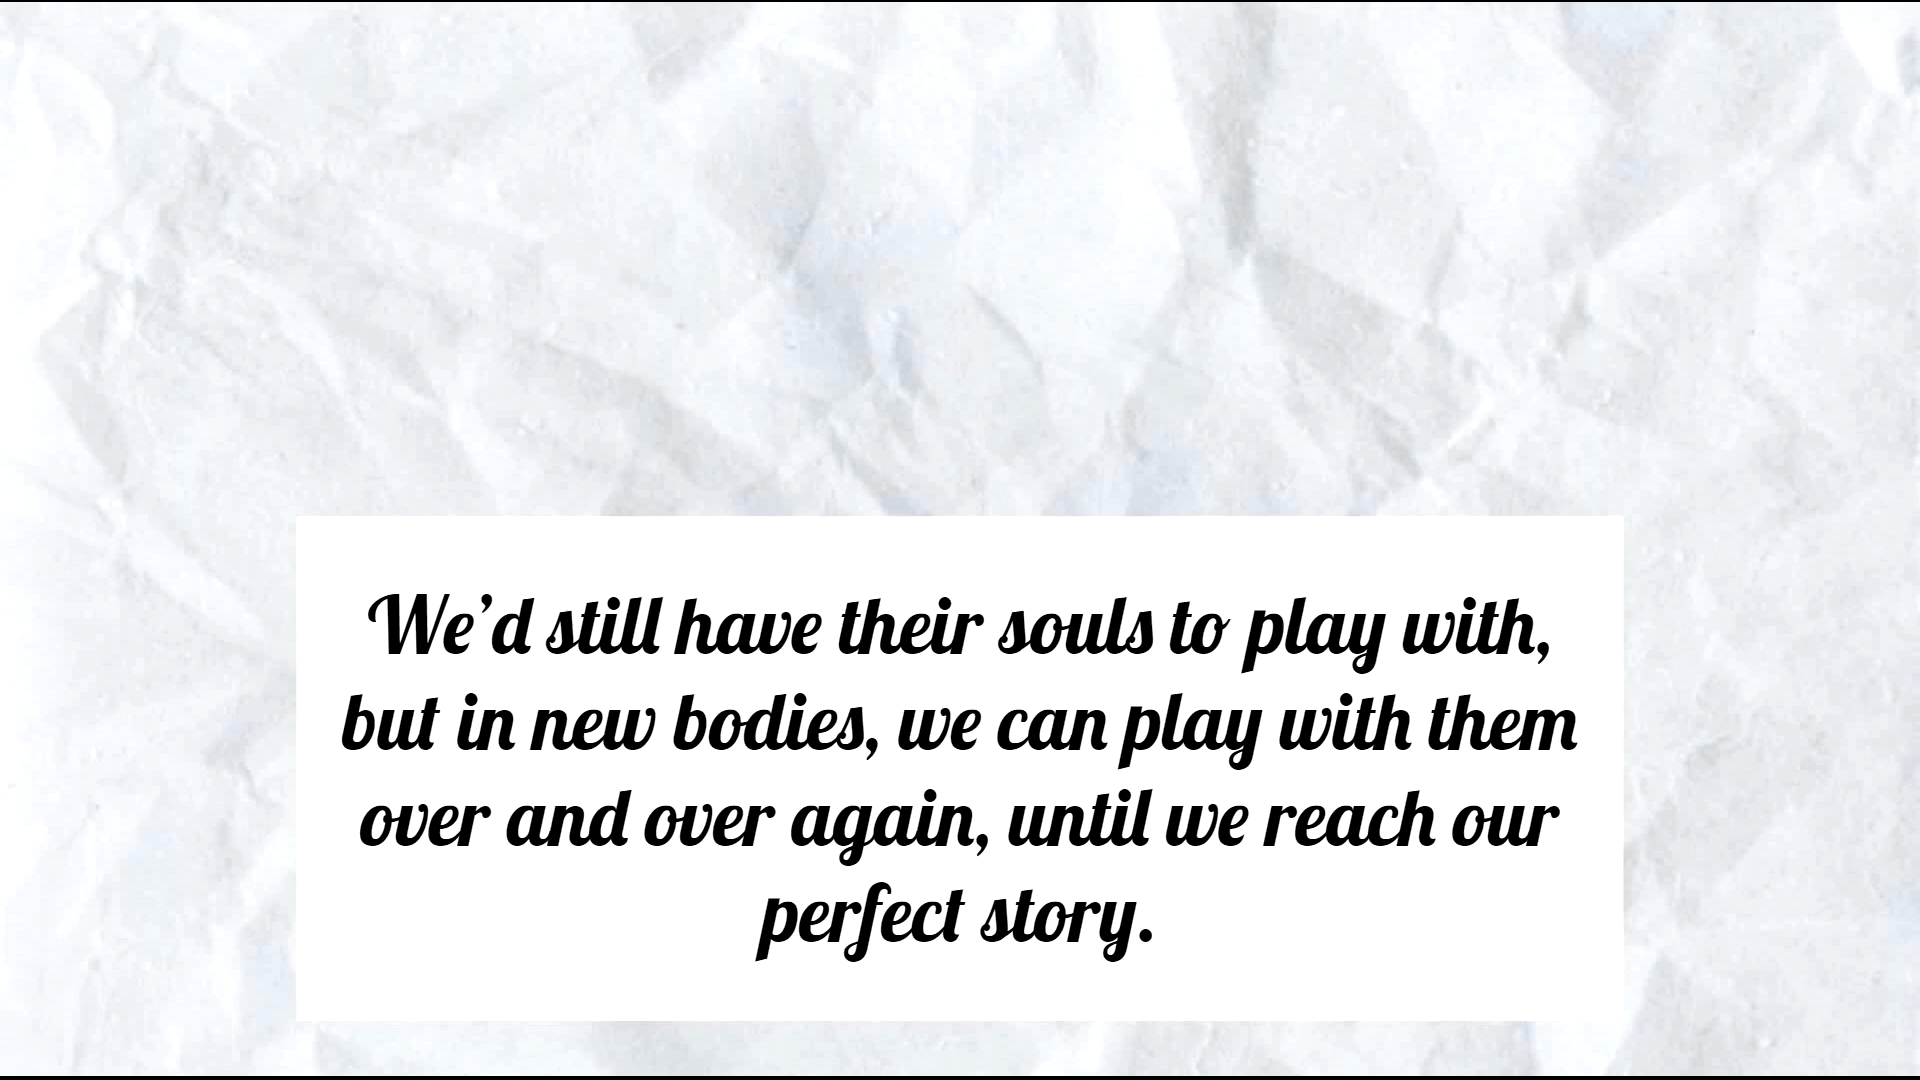 We’d still have their souls to play with,
but in new bodies, we can play with them
over and over again, until we reach our
perfect story.